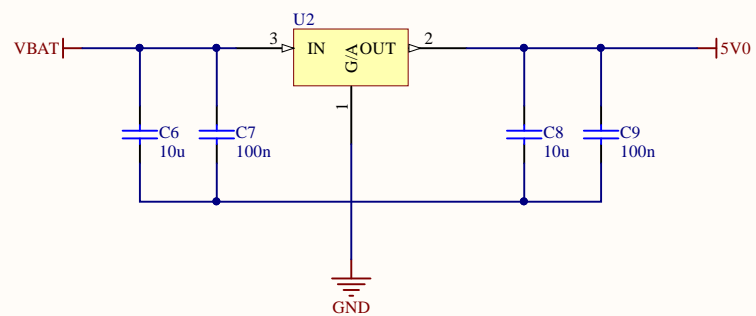 U2
VBAT
3
IN
G/A
OUT
2
5V0
1
C6
10u
C7
100n
C8
10u
C9
100n
GND